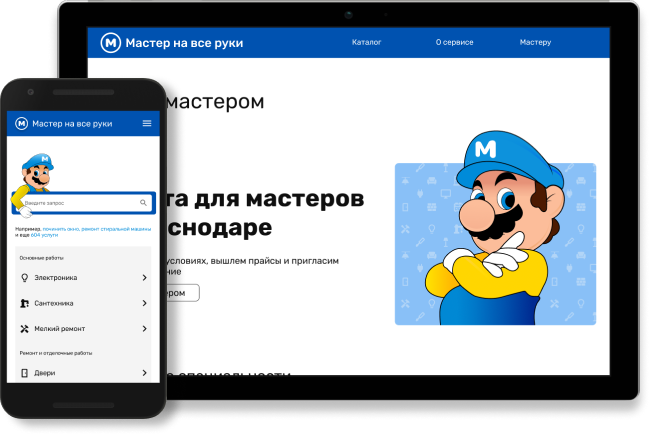 M Мастер на все руки
Каталог
О сервисе
Мастеру
мастером
та для мастеров
снодаре
условиях, вышлем прайсы и пригласим
ние
ром
специальности
M
M Мастер на все руки
M
Введите запрос
Например, починить окно, ремонт стиральной машины
и еще 604 услуги
Основные работы
Электроника
Сантехника
Мелкий ремонт
Ремонт и отделочные работы
Двери